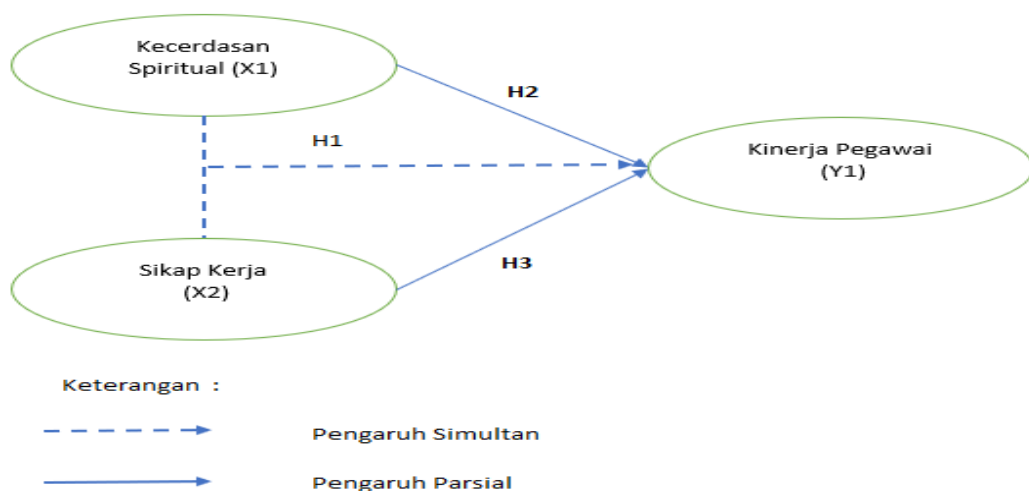 Kecerdasan
Spiritual (X1)
H2
H1
Kinerja Pegawai
(Y1)
Sikap Kerja
(X2)
H3
Keterangan :
Pengaruh Simultan
Pengaruh Parsial